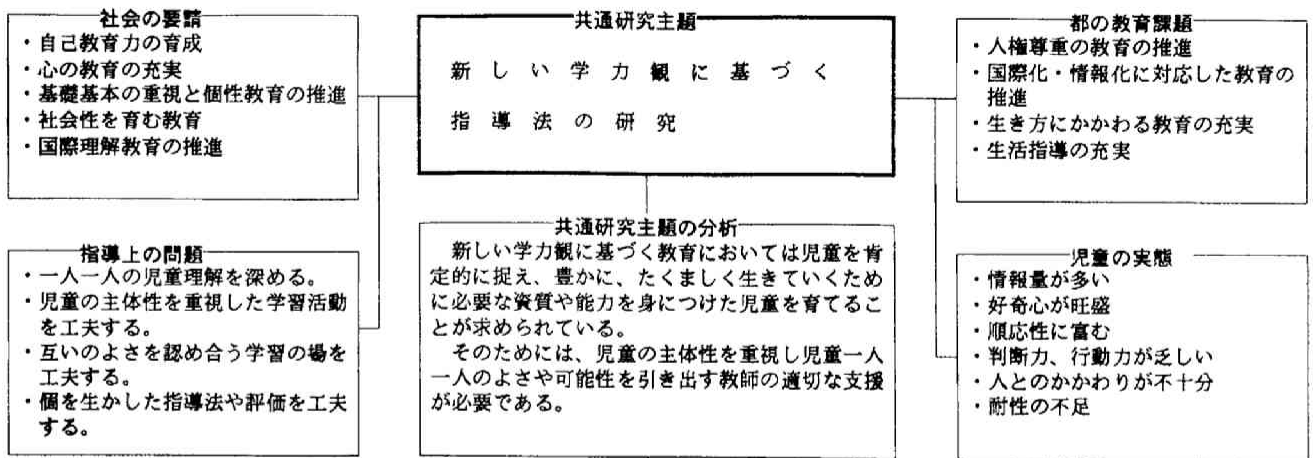 社会の要請
・自己教育力の育成
・心の教育の充実
・基礎基本の重視と個性教育の推進
・社会性を育む教育
・国際理解教育の推進
指導上の問題
・一人一人の児童理解を深める。
・児童の主体性を重視した学習活動
を工夫する。
・互いのよさを認め合う学習の場を
工夫する。
・個を生かした指導法や評価を工夫
する。
共通研究主題
新しい学力観に基づく
指導法の研究
共通研究主題の分析
新しい学力観に基づく教育においては児童を肯
定的に捉え、豊かに、たくましく生きていくため
に必要な資質や能力を身につけた児童を育てるこ
とが求められている。
そのためには、児童の主体性を重視し児童一人
一人のよさや可能性を引き出す教師の適切な支援
が必要である。
都の教育課題
・人権尊重の教育の推進
・国際化・情報化に対応した教育の
推進
・生き方にかかわる教育の充実
・生活指導の充実
児童の実態
・情報量が多い
・好奇心が旺盛
・順応性に富む
・判断力、行動力が乏しい
・人とのかかわりが不十分
・耐性の不足